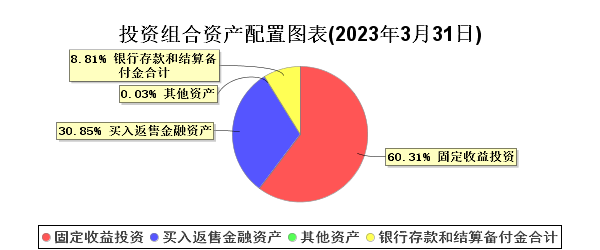 投资组合资产配置图表(2023年3月31日)
8.81% 银行存款和结算备
付金合计
0.03% 其他资产
30.85% 买入返售金融资产
60.31% 固定收益投资
固定收益投资 买入返售金融资产 其他资产 银行存款和结算备付金合计